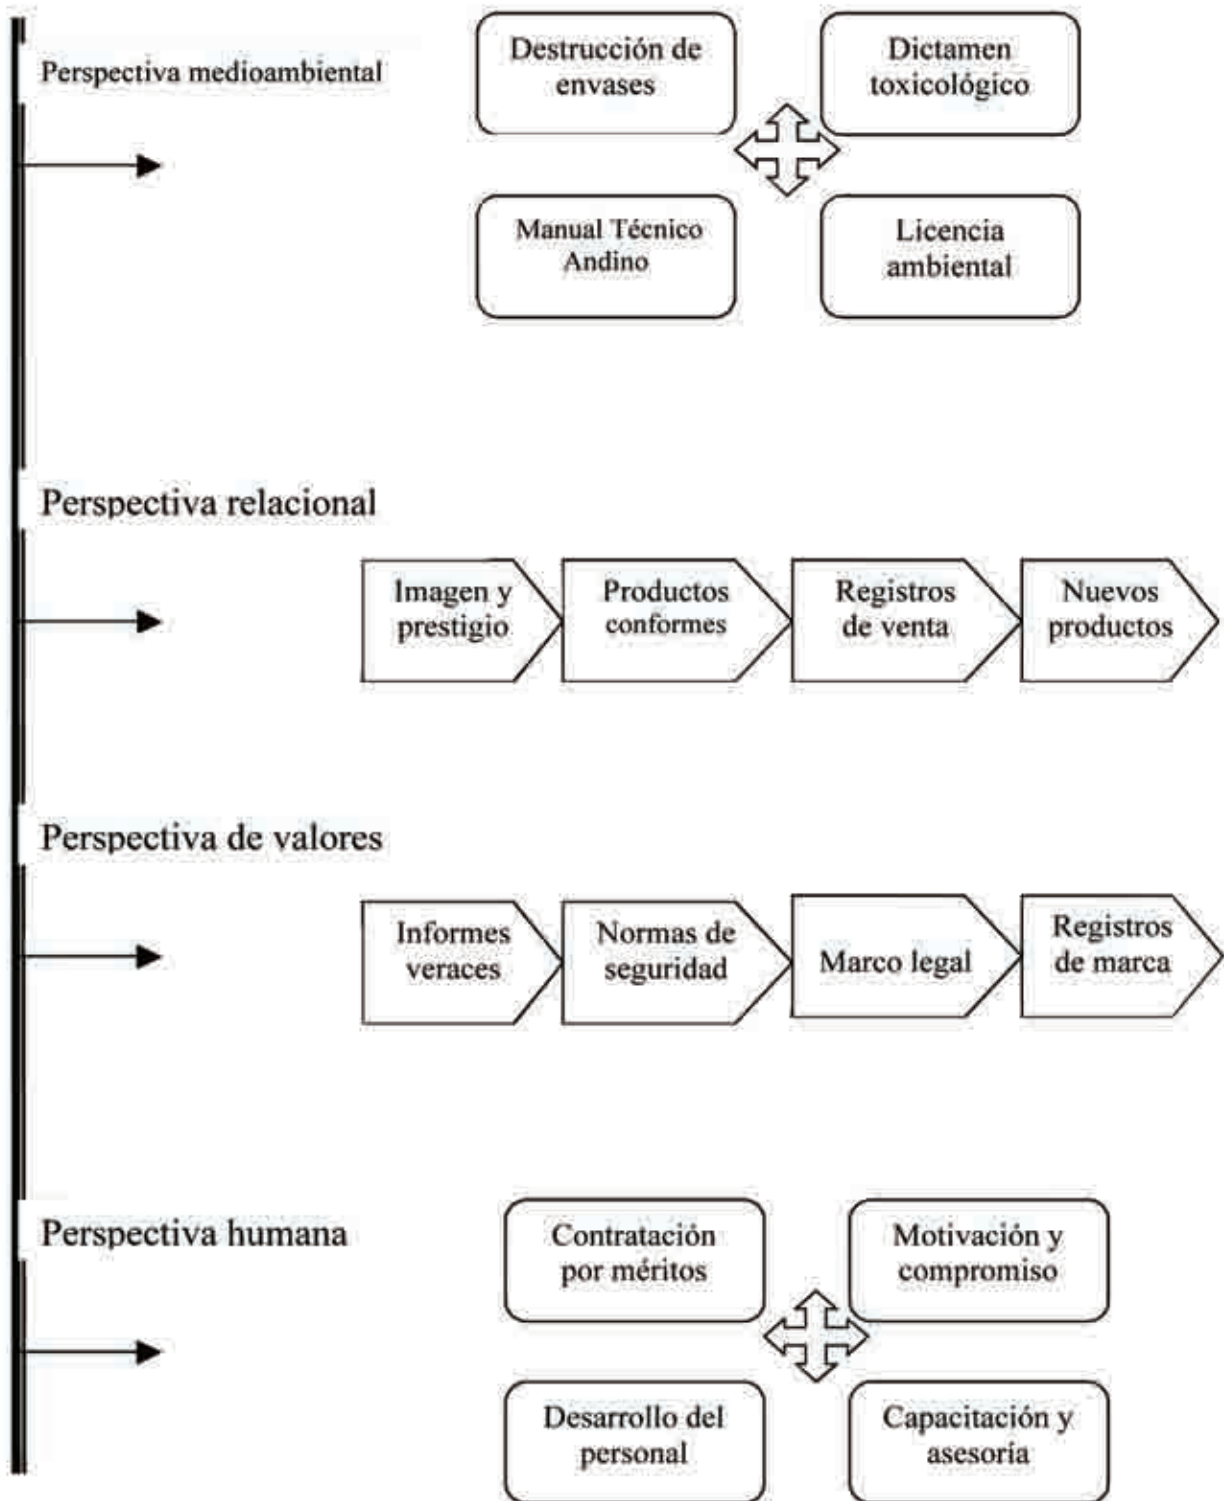 Perspectiva medioambiental
Destrucción de
envases
Dictamen
toxicológico
Manual Técnico
Andino
Licencia
ambiental
Perspectiva relacional
Imagen y
prestigio
Productos
conformes
Registros
de venta
Nuevos
productos
Perspectiva de valores
Informes
veraces
Normas de
seguridad
Marco legal
Registros
de marca
Perspectiva humana
Contratación
por méritos
Motivación y
compromiso
Desarrollo del
personal
Capacitación y
asesoría